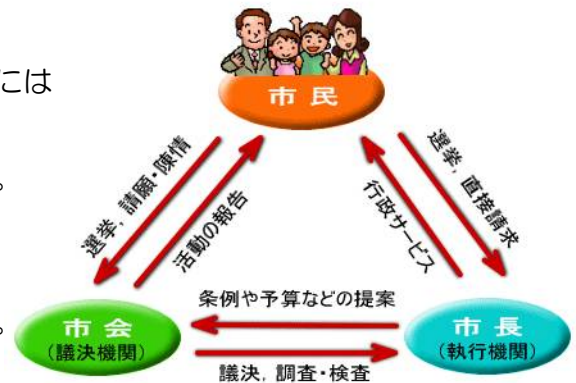 には
市民
。
選挙，請願・陳情
活動の報告
行政サービス
選挙，直接請求
。
条例や予算などの提案
市会
（議決機関）
市長
（執行機関）
議決，調査・検査